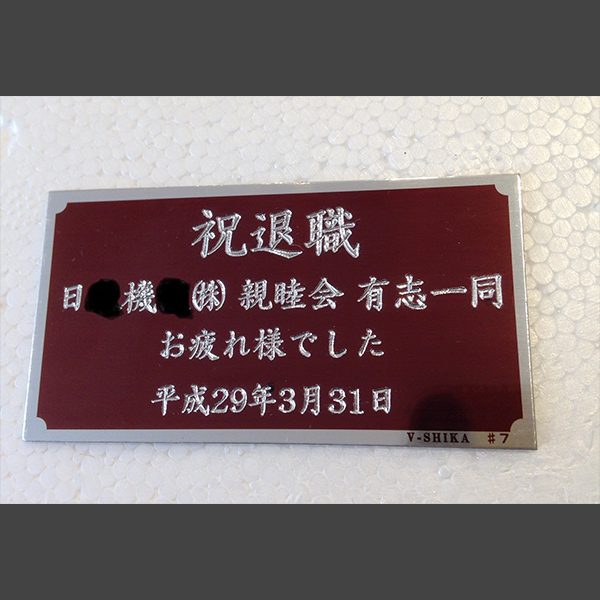 祝退職
日 機 ㈱ 親睦会 有志一同
お疲れ様でした
平成29年3月31日
V-SHIKA #7